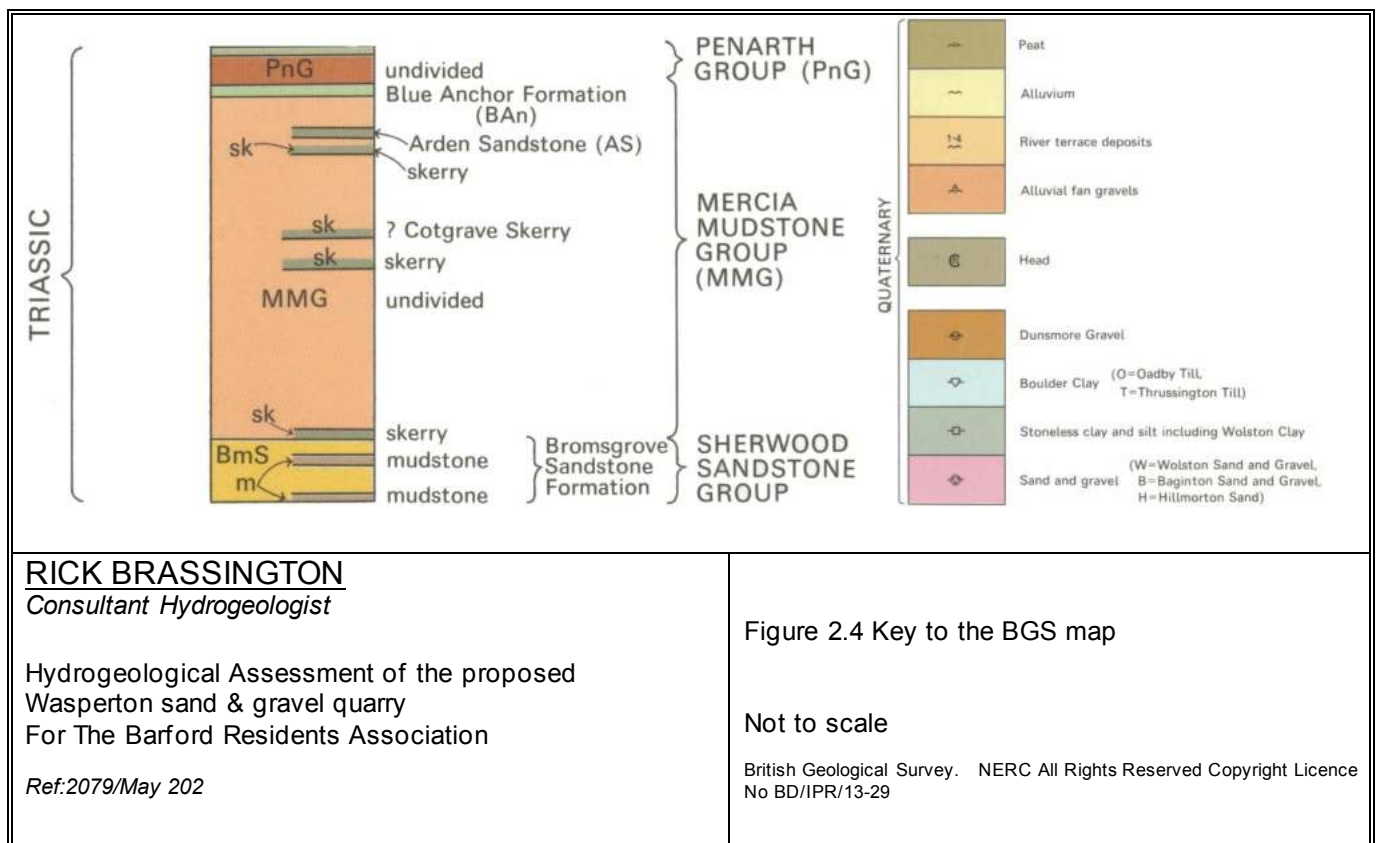 TRIASSIC
PnG
undivided
Blue Anchor Formation
(BAn)
Arden Sandstone (AS)
sk
skerry
sk
? Cotgrave Skerry
sk
skerry
MMG
undivided
sk
skerry
BmS
mudstone
m
mudstone
Bromsgrove
Sandstone
Formation
PENARTH
GROUP (PnG)
MERCIA
MUDSTONE
GROUP
(MMG)
SHERWOOD
SANDSTONE
GROUP
QUATERNARY
Peat
Alluvium
1-4
River terrace deposits
Alluvial fan gravels
Head
Dunsmore Gravel
Boulder Clay (O=Oadby Till,
T=Thrussington Till)
Stoneless clay and silt including Wolston Clay
Sand and gravel (W=Wolston Sand and Gravel,
B=Baginton Sand and Gravel,
H=Hillmorton Sand)
RICK BRASSINGTON
Consultant Hydrogeologist
Hydrogeological Assessment of the proposed
Wasperton sand & gravel quarry
For The Barford Residents Association
Ref:2079/May 202
Figure 2.4 Key to the BGS map
Not to scale
British Geological Survey. NERC All Rights Reserved Copyright Licence
No BD/IPR/13-29